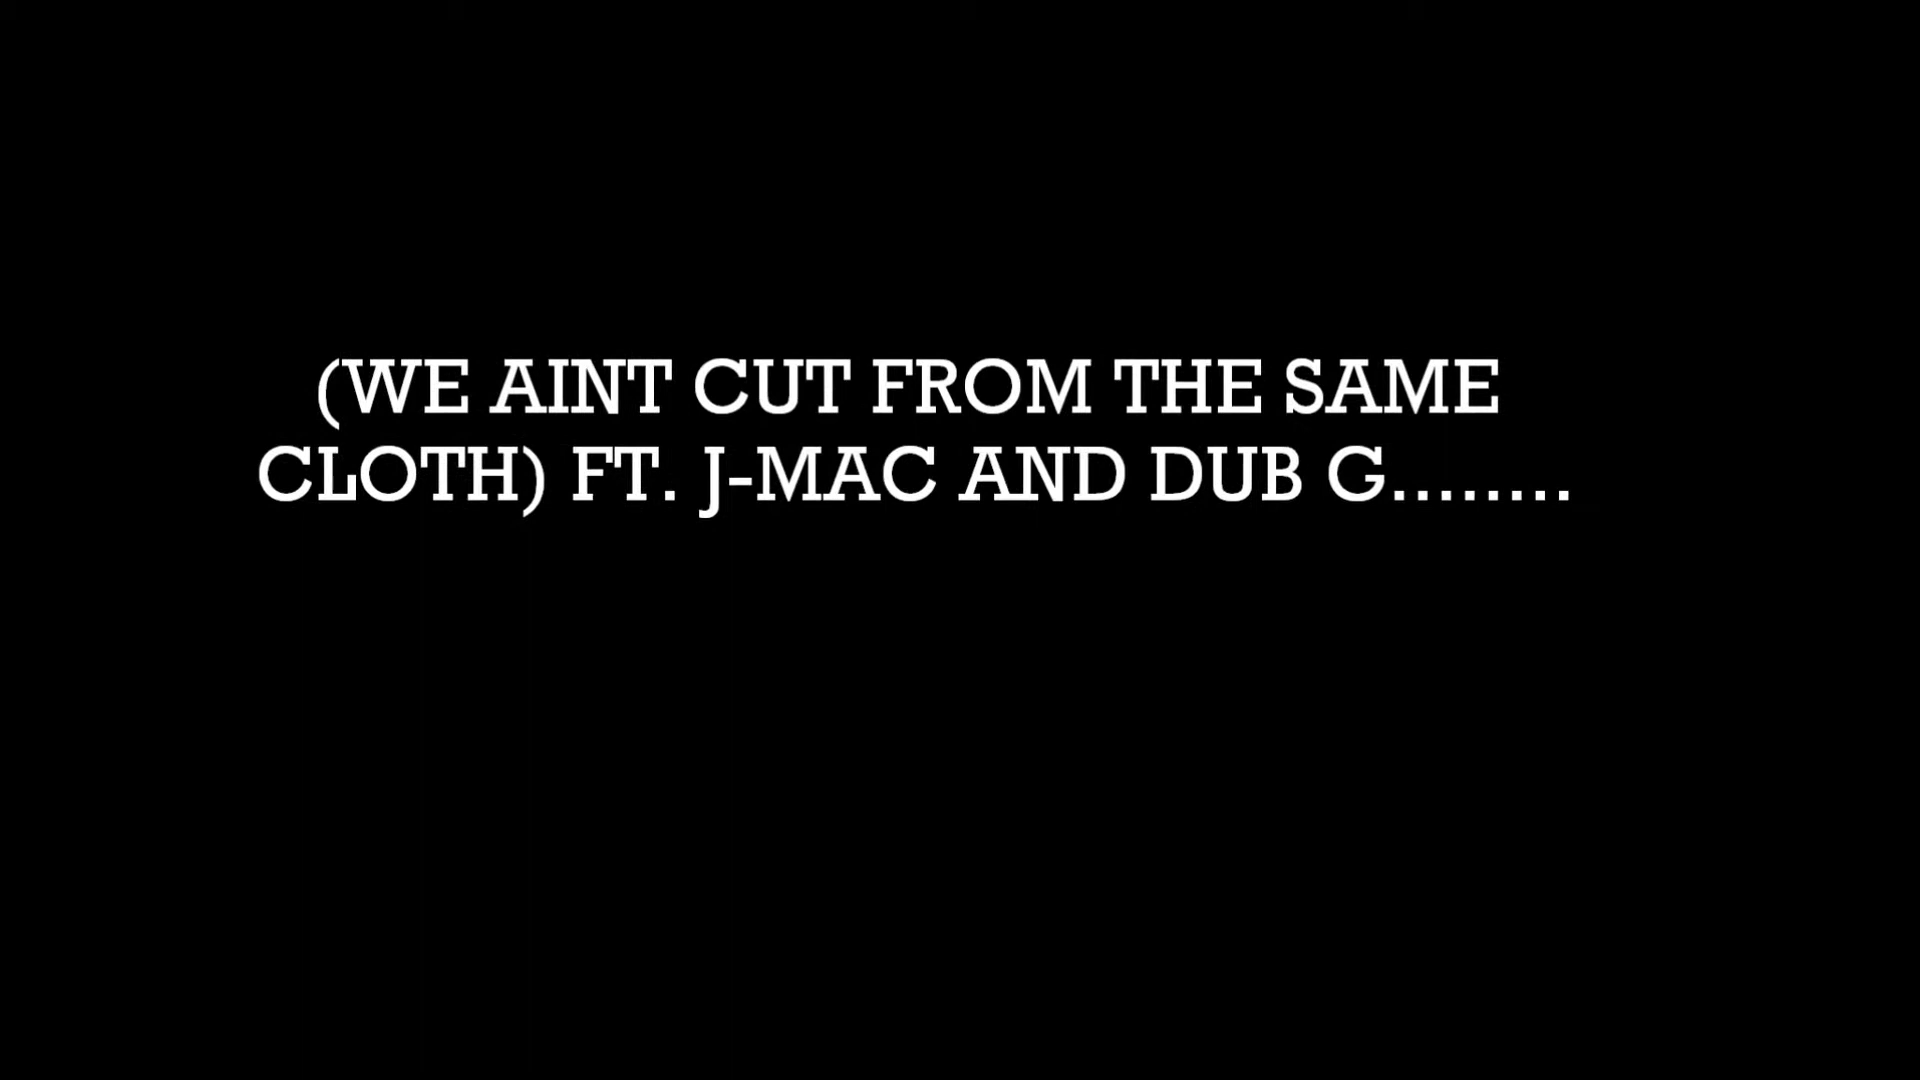 (WE AINT CUT FROM THE SAME
CLOTH) FT. J-MAC AND DUB G........